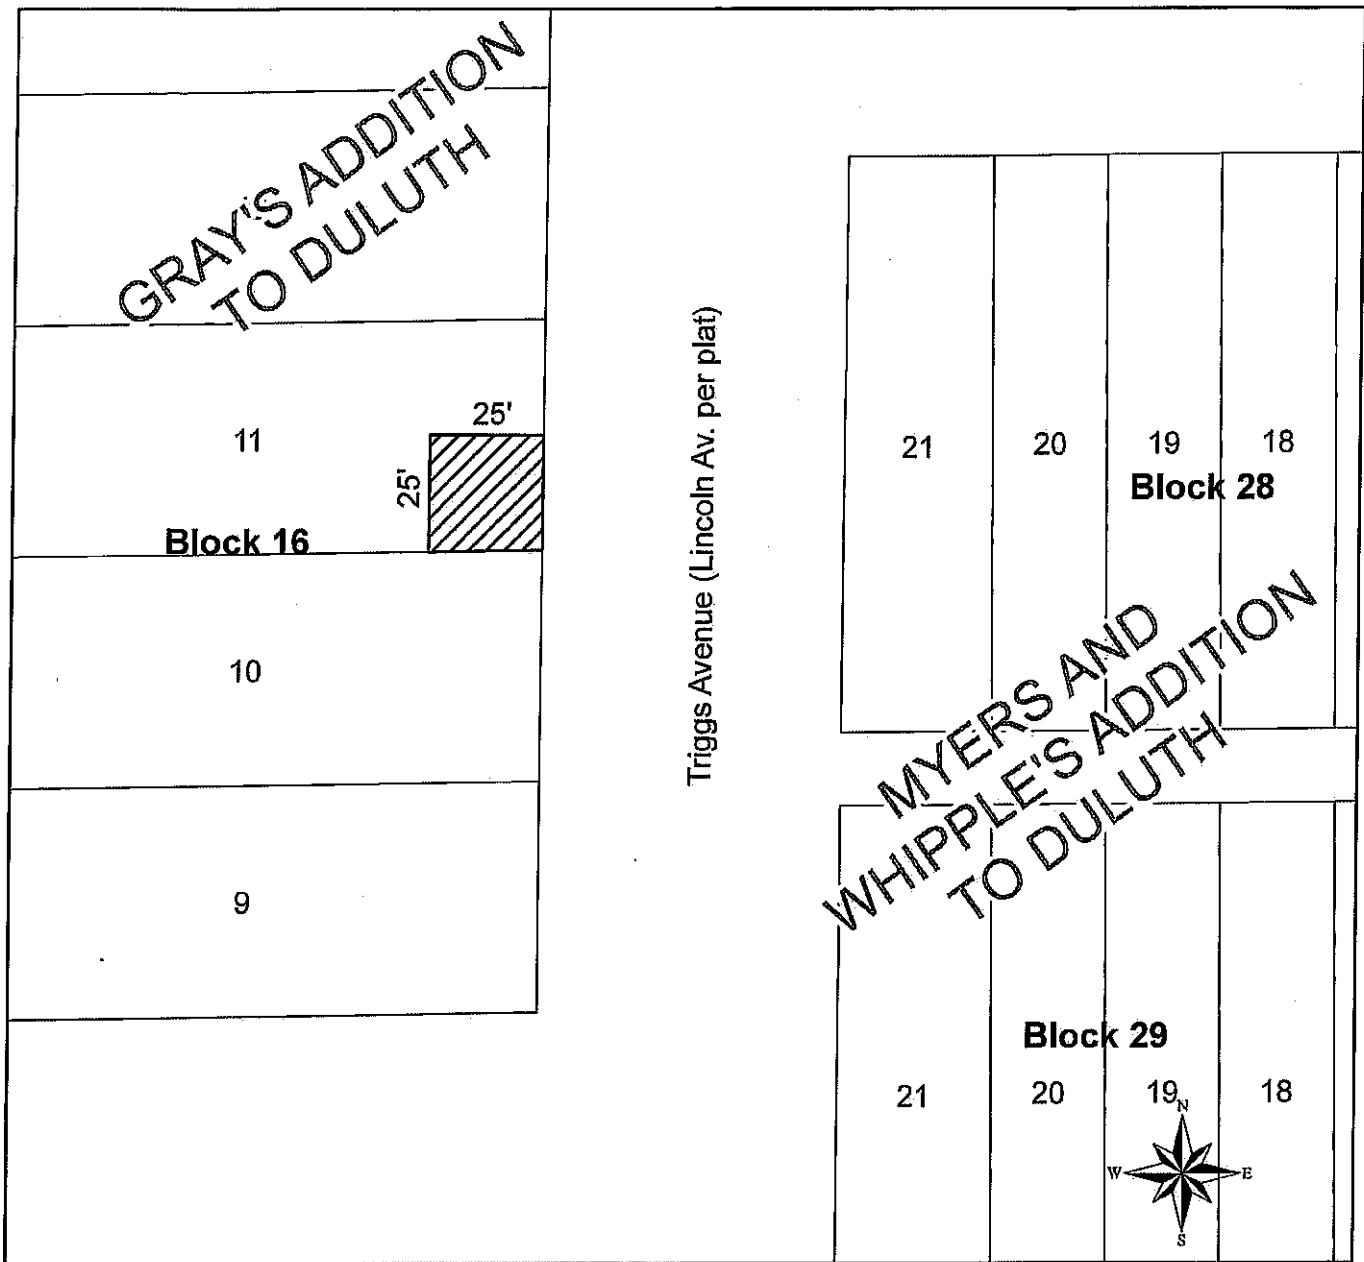 GRAY'S ADDITION
TO DULUTH
11
25'
25'
Block 16
10
9
Triggs Avenue (Lincoln Av. per plat)
21
20
19
18
Block 28
MYERS AND
WHIPPLE'S ADDITION
TO DULUTH
Block 29
21
20
19
18
N
W
E
S